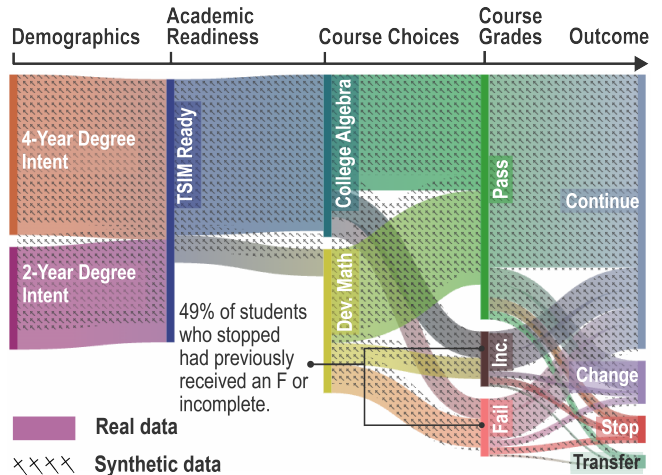 Demographics
Academic
Readiness
Course Choices
Course
Grades
Outcome
4-Year Degree
Intent
2-Year Degree
Intent
TSIM Ready
College Algebra
Dev. Math
Pass
Inc.
Fail
Continue
Change
Stop
Transfer
49% of students
who stopped
had previously
received an F or
incomplete.
Real data
Synthetic data